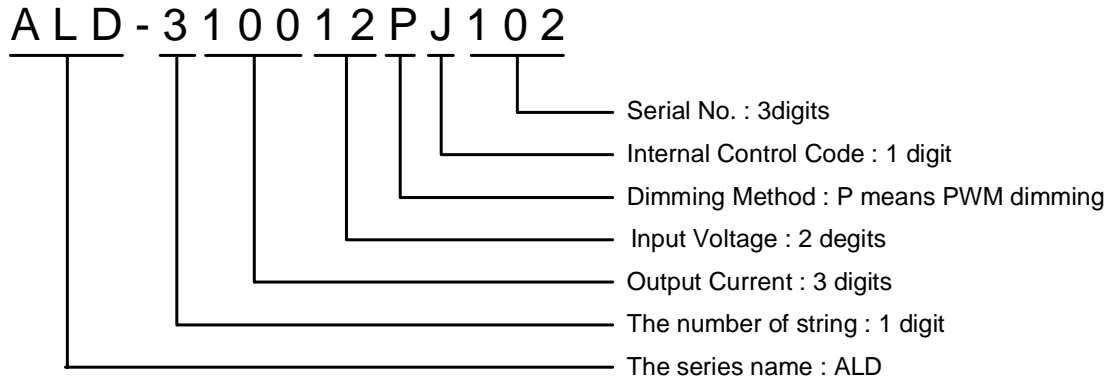 ALD-310012PJ102
Serial No. : 3digits
Internal Control Code : 1 digit
Dimming Method : P means PWM dimming
Input Voltage : 2 degits
Output Current : 3 digits
The number of string : 1 digit
The series name : ALD